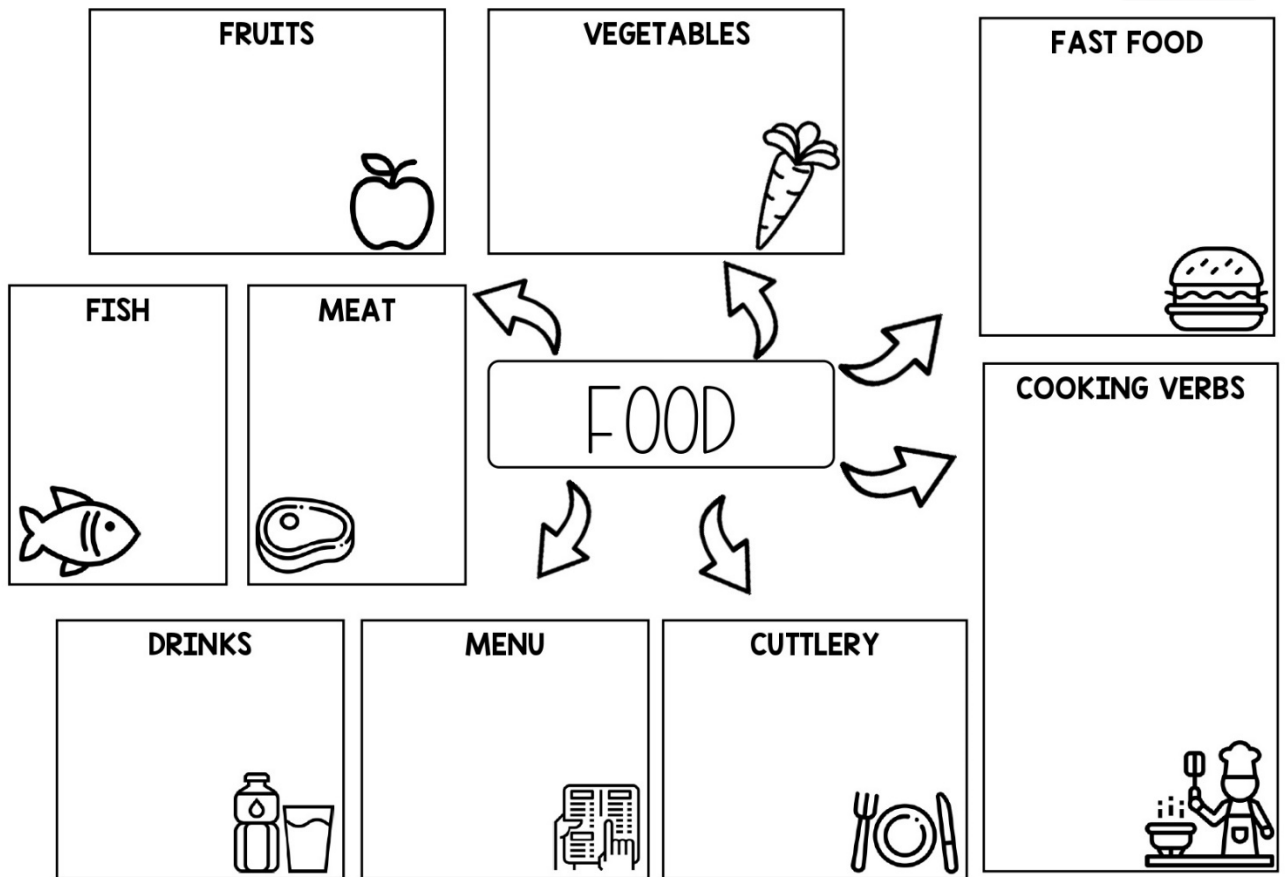 FRUITS
VEGETABLES
FAST FOOD
FISH
MEAT
FOOD
COOKING VERBS
DRINKS
MENU
CUTTLERY